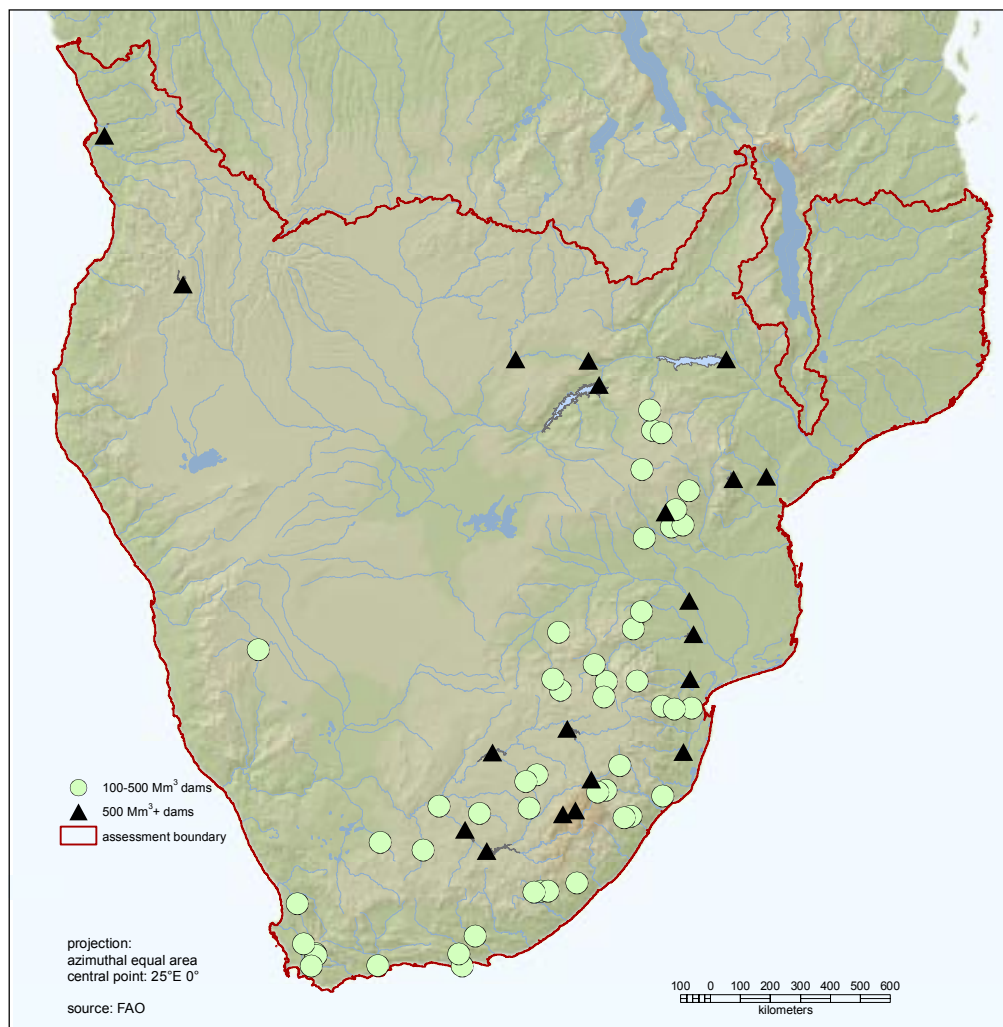 100-500 Mm³ dams
500 Mm³+ dams
assessment boundary
projection:
azimuthal equal area
central point: 25°E 0°
source: FAO
100 0 100 200 300 400 500 600
kilometers